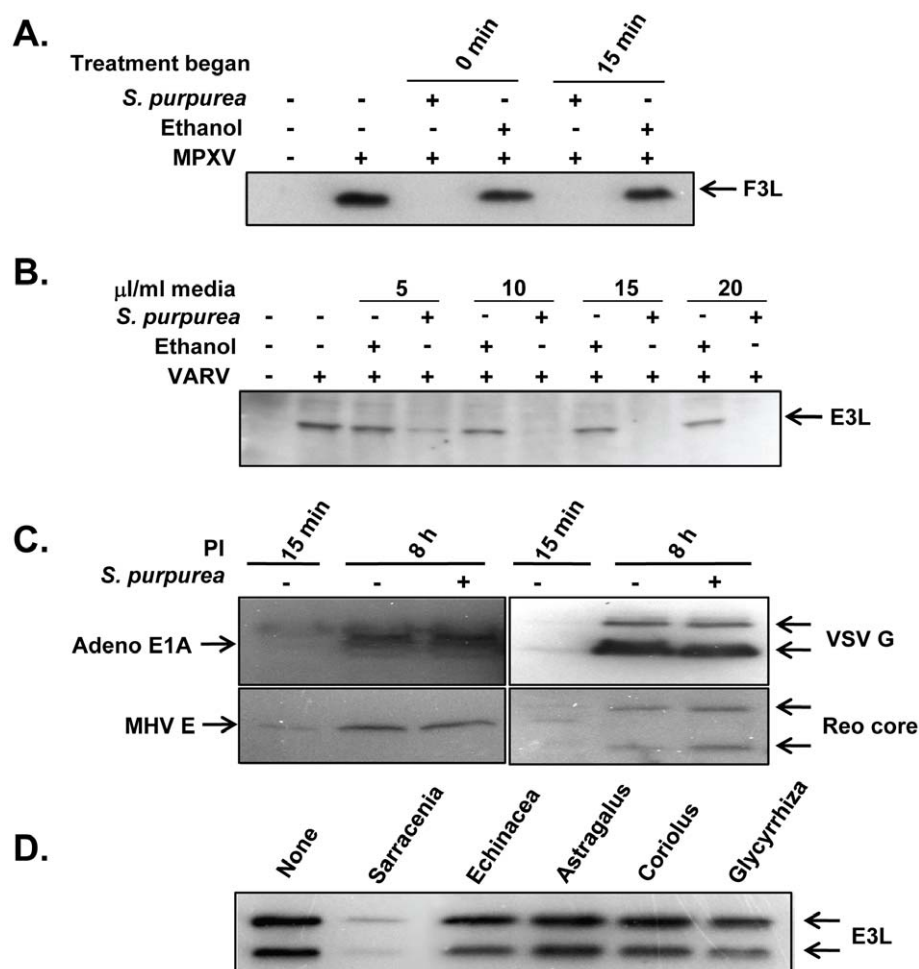 A.
Treatment began 0 min 15 min
S. purpurea - - + - + -
Ethanol - - - + - +
MPXV - + + + + +
F3L
B.
μl/ml media 5 10 15 20
S. purpurea - - - + - + - + - +
Ethanol - - + - + - + - + -
VARV - + + + + + + + + +
E3L
C.
PI 15 min 8 h 15 min 8 h
S. purpurea - - + - - +
Adeno E1A VSV G
MHV E Reo core
D.
None Sarracenia Echinacea Astragalus Coriolus Glycyrrhiza
E3L